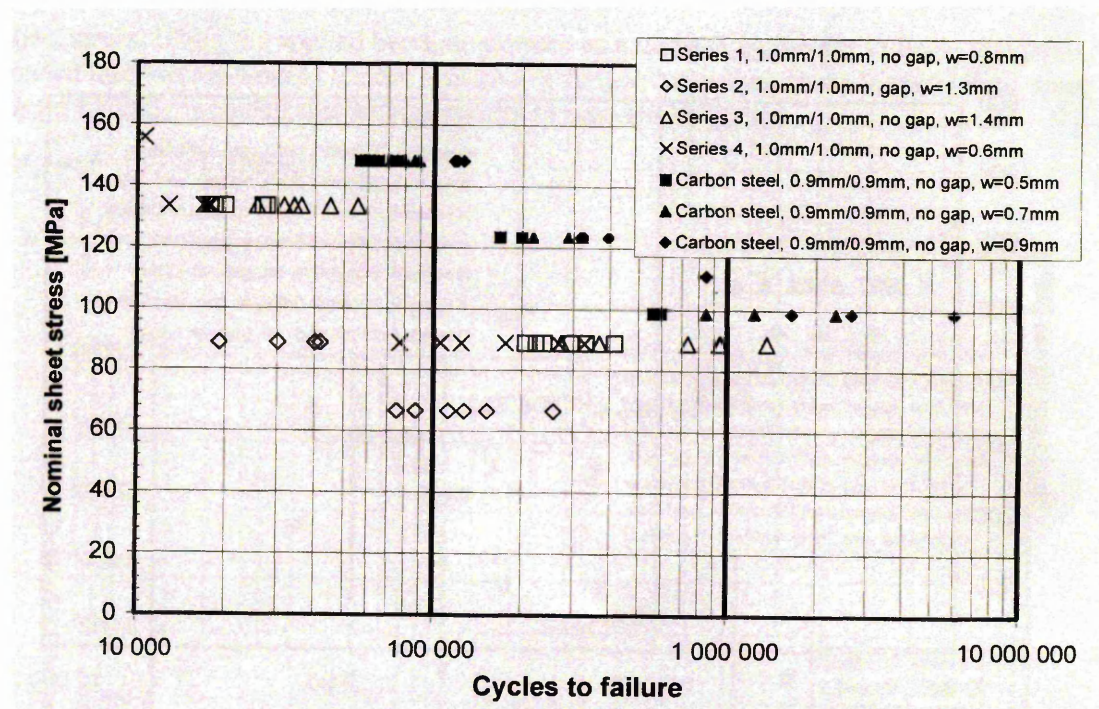 180
160
140
120
100
80
60
40
20
0
Nominal sheet stress [MPa]
Series 1, 1.0mm/1.0mm, no gap, w=0.8mm
Series 2, 1.0mm/1.0mm, gap, w=1.3mm
Series 3, 1.0mm/1.0mm, no gap, w=1.4mm
Series 4, 1.0mm/1.0mm, no gap, w=0.6mm
Carbon steel, 0.9mm/0.9mm, no gap, w=0.5mm
Carbon steel, 0.9mm/0.9mm, no gap, w=0.7mm
Carbon steel, 0.9mm/0.9mm, no gap, w=0.9mm
10 000 100 000 1 000 000 10 000 000
Cycles to failure